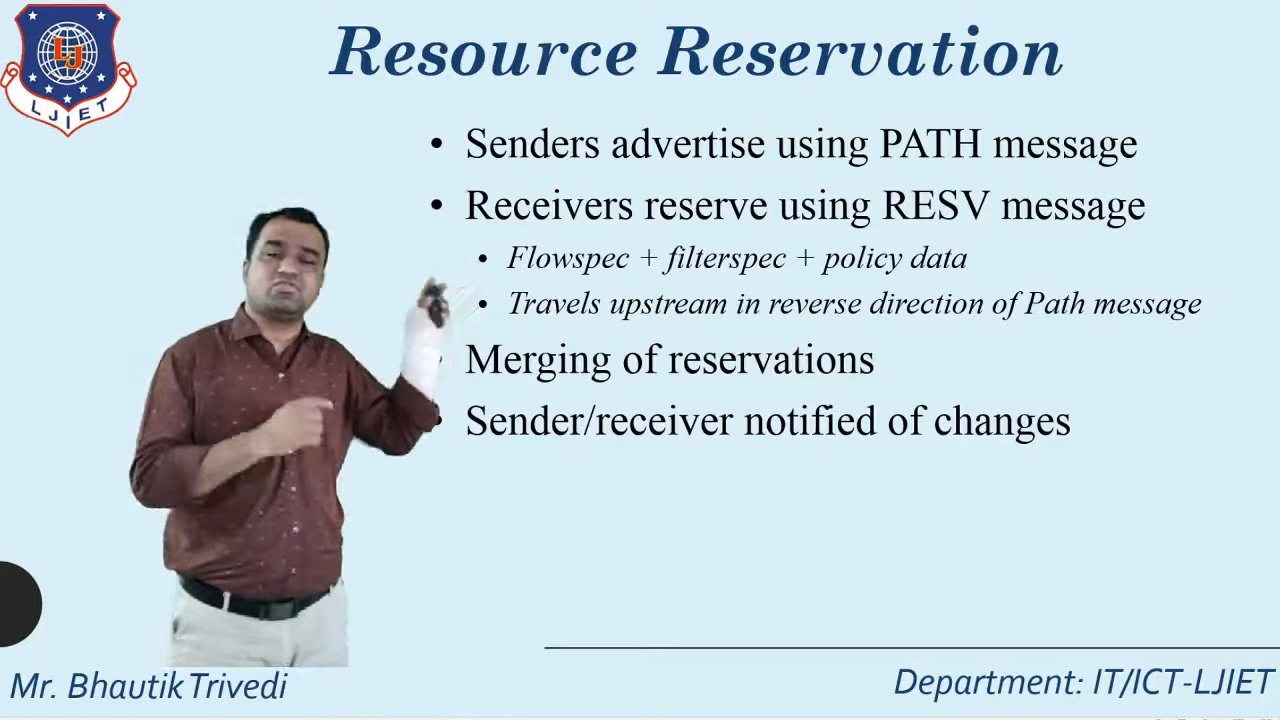 LJ
LJIET
Resource Reservation
• Senders advertise using PATH message
• Receivers reserve using RESV message
• Flowspec + filterspec + policy data
• Travels upstream in reverse direction of Path message
Merging of reservations
Sender/receiver notified of changes
Mr. Bhautik Trivedi
Department: IT/ICT-LJIET